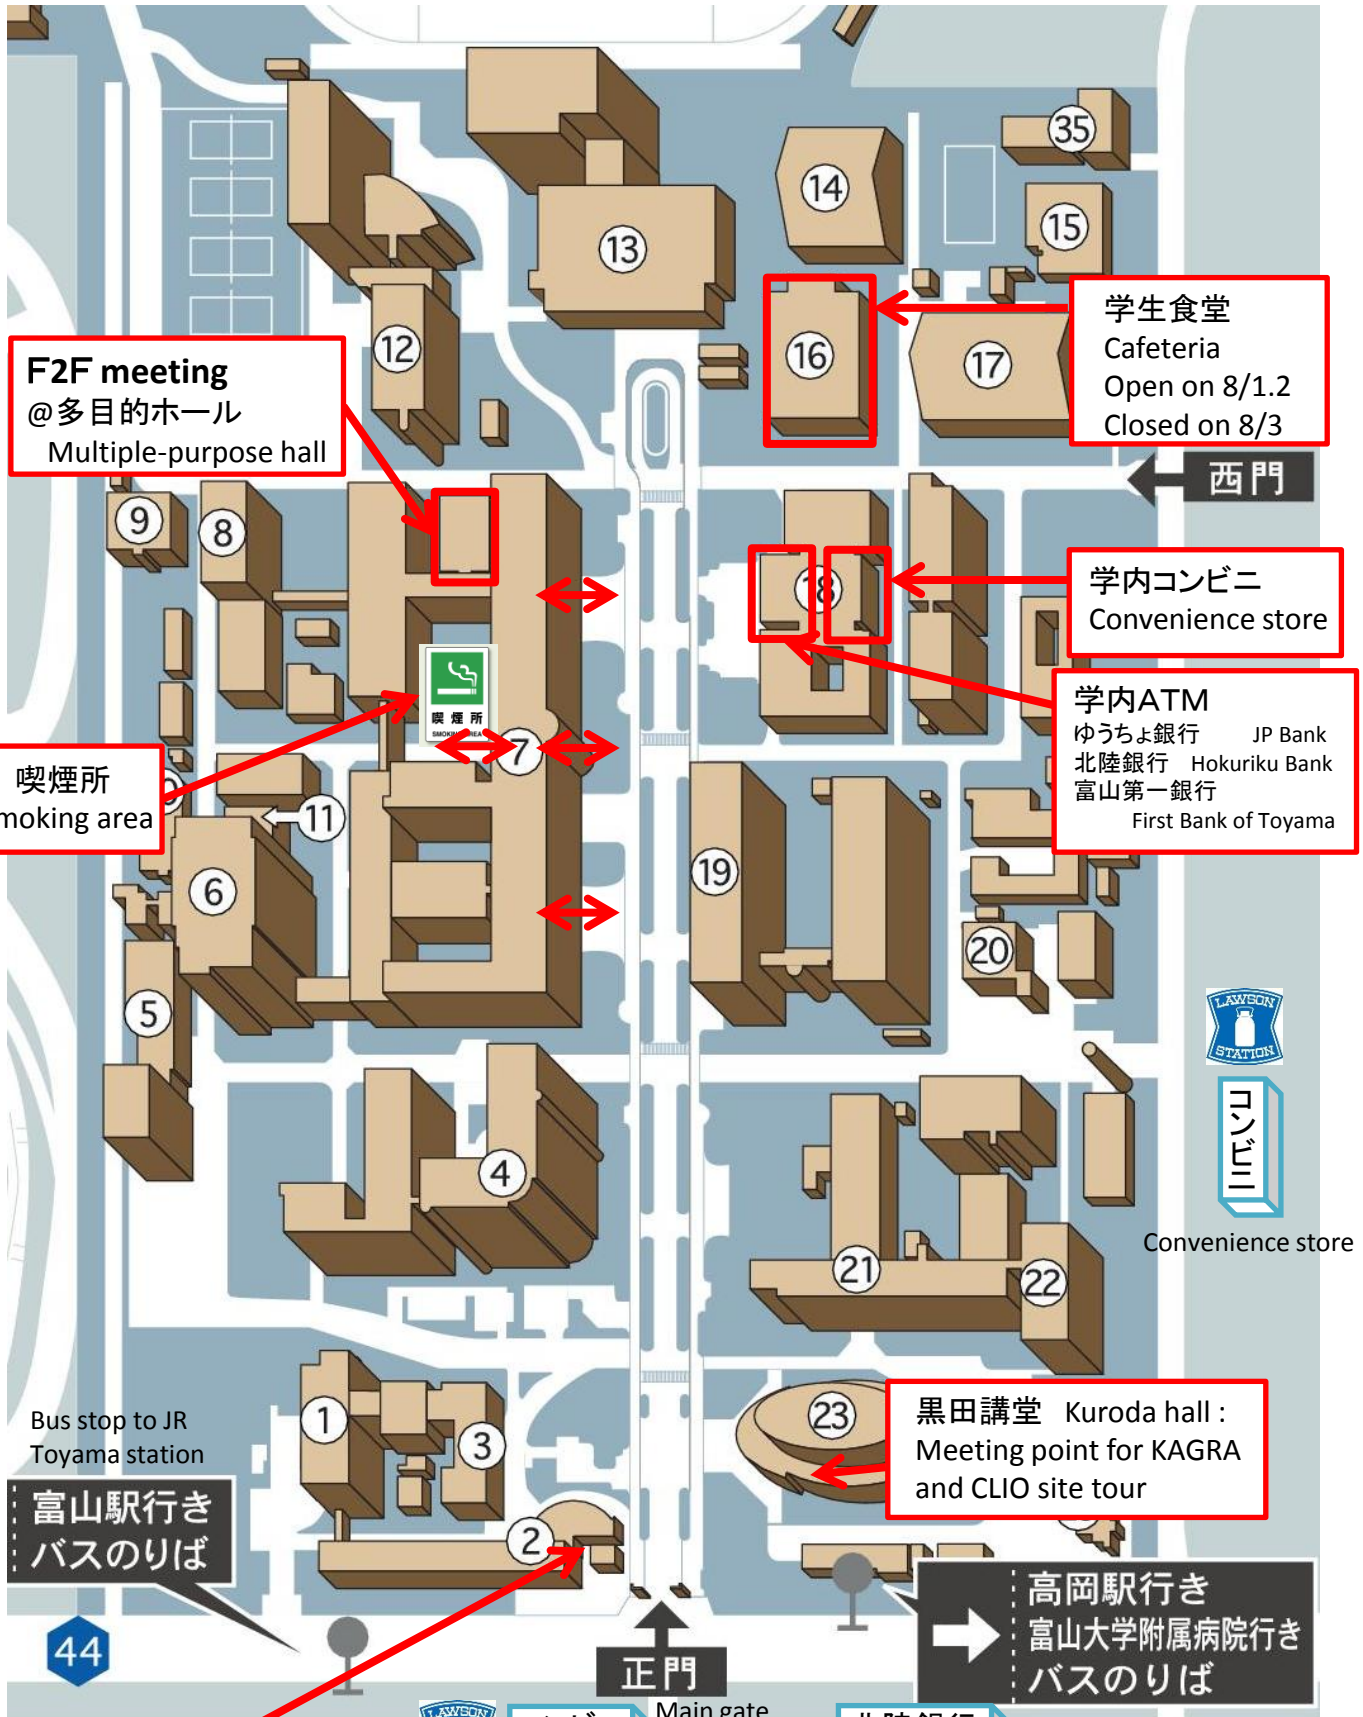 35
14
15
13
学生食堂
Cafeteria
Open on 8/1.2
Closed on 8/3
12
16
17
F2F meeting
@多目的ホール
Multiple-purpose hall
西門
9
8
18
学内コンビニ
Convenience store
学内ATM
ゆうちょ銀行 JP Bank
北陸銀行 Hokuriku Bank
富山第一銀行
First Bank of Toyama
喫煙所
SMOKING AREA
7
喫煙所
moking area
11
6
19
20
5
LAWSON
STATION
コンビニ
Convenience store
4
21
22
1
3
23
黒田講堂 Kuroda hall :
Meeting point for KAGRA
and CLIO site tour
Bus stop to JR
Toyama station
富山駅行き
バスのりば
2
高岡駅行き
富山大学附属病院行き
バスのりば
44
正門
Main gate
LAWSON
北陸銀行